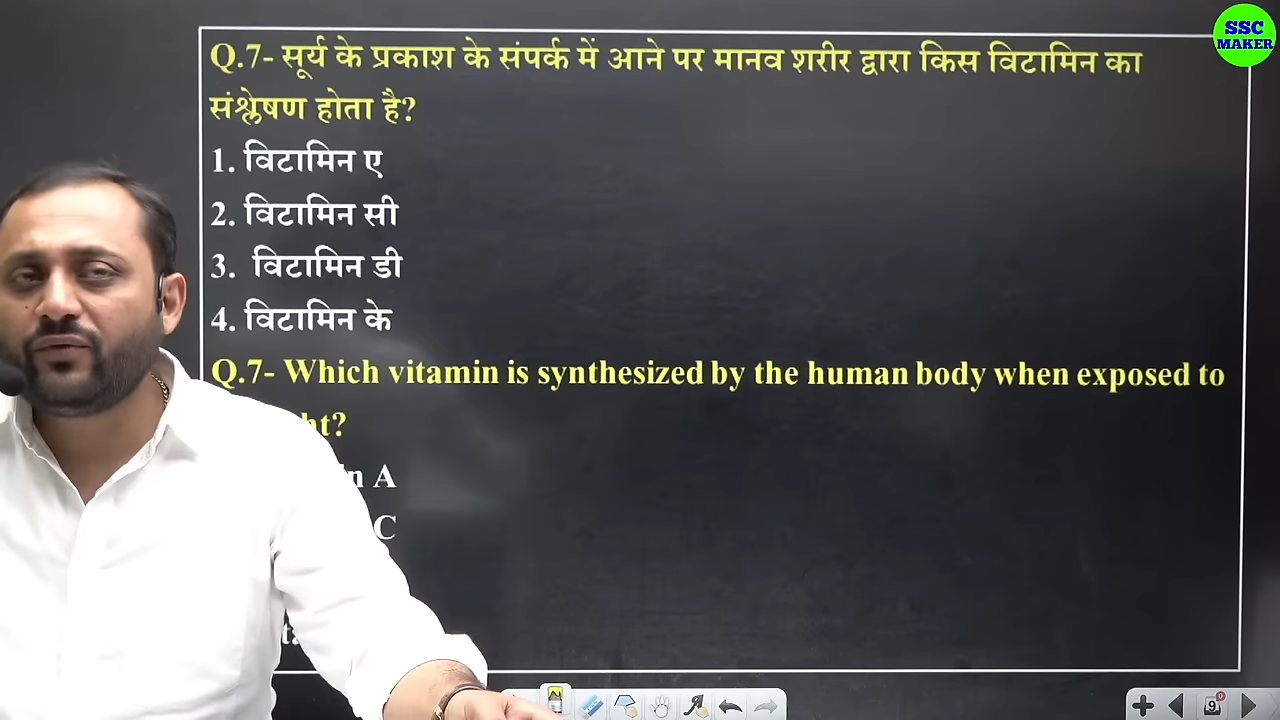 SSC
MAKER
Q.7- सूर्य के प्रकाश के संपर्क में आने पर मानव शरीर द्वारा किस विटामिन का
संश्लेषण होता है?
1. विटामिन ए
2. विटामिन सी
3. विटामिन डी
4. विटामिन के
Q.7- Which vitamin is synthesized by the human body when exposed to
A
C
9